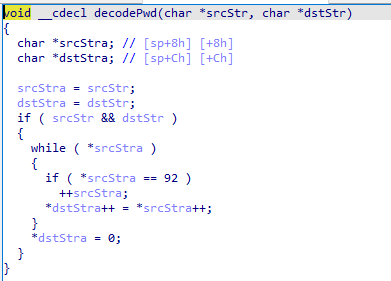 void __cdecl decodePwd(char *srcStr, char *dstStr)
{
  char *srcStra; // [sp+8h] [+8h]
  char *dstStra; // [sp+Ch] [+Ch]

  srcStra = srcStr;
  dstStra = dstStr;
  if ( srcStr && dstStr )
  {
    while ( *srcStra )
    {
      if ( *srcStra == 92 )
        ++srcStra;
      *dstStra++ = *srcStra++;
    }
    *dstStra = 0;
  }
}